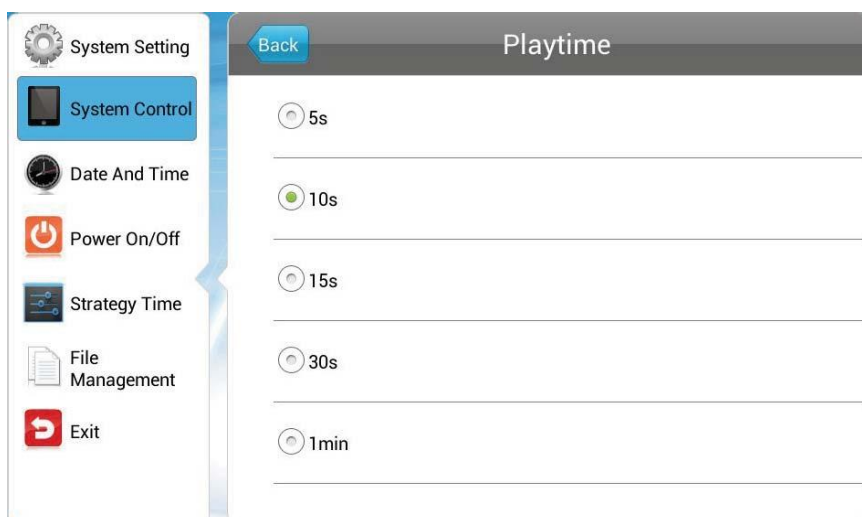 System Setting
System Control
Date And Time
Power On/Off
Strategy Time
File
Management
Exit
Back
Playtime
5s
10s
15s
30s
1min